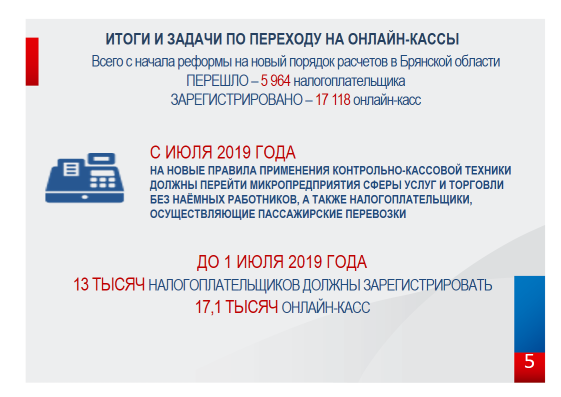 ИТОГИ И ЗАДАЧИ ПО ПЕРЕХОДУ НА ОНЛАЙН-КАССЫ
Всего с начала реформы на новый порядок расчетов в Брянской области
ПЕРЕШЛО – 5 964 налогоплательщика
ЗАРЕГИСТРИРОВАНО – 17 118 онлайн-касс
С ИЮЛЯ 2019 ГОДА
НА НОВЫЕ ПРАВИЛА ПРИМЕНЕНИЯ КОНТРОЛЬНО-КАССОВОЙ ТЕХНИКИ
ДОЛЖНЫ ПЕРЕЙТИ МИКРОПРЕДПРИЯТИЯ СФЕРЫ УСЛУГ И ТОРГОВЛИ
БЕЗ НАЁМНЫХ РАБОТНИКОВ, А ТАКЖЕ НАЛОГОПЛАТЕЛЬЩИКИ,
ОСУЩЕСТВЛЯЮЩИЕ ПАССАЖИРСКИЕ ПЕРЕВОЗКИ
ДО 1 ИЮЛЯ 2019 ГОДА
13 ТЫСЯЧ НАЛОГОПЛАТЕЛЬЩИКОВ ДОЛЖНЫ ЗАРЕГИСТРИРОВАТЬ
17,1 ТЫСЯЧ ОНЛАЙН-КАСС
5